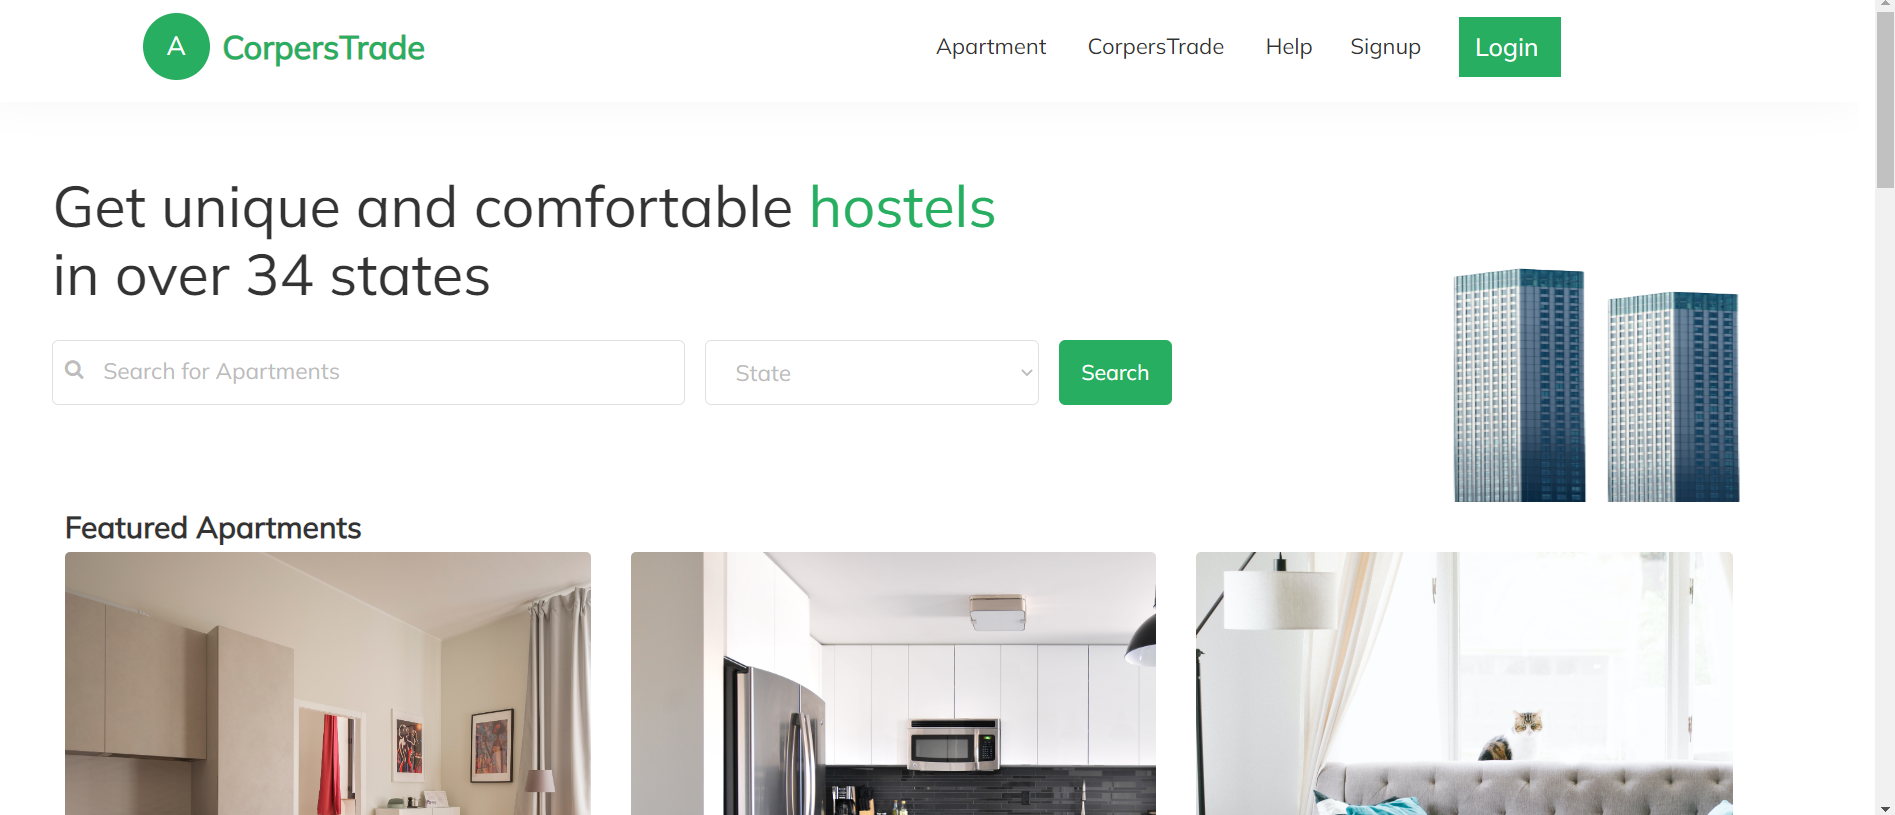 A CorpersTrade Apartment CorpersTrade Help Signup Login
Get unique and comfortable hostels
in over 34 states
Search for Apartments State Search
Featured Apartments